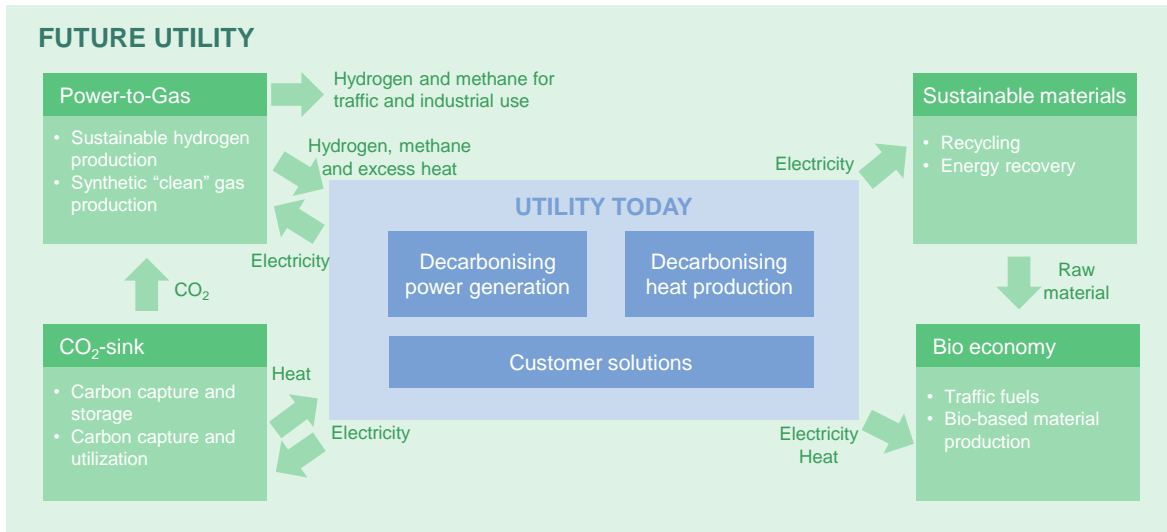 FUTURE UTILITY
Power-to-Gas
• Sustainable hydrogen
production
• Synthetic “clean” gas
production
Hydrogen and methane for
traffic and industrial use
Hydrogen, methane
and excess heat
Electricity
CO₂
CO₂-sink
• Carbon capture and
storage
• Carbon capture and
utilization
Heat
Electricity
UTILITY TODAY
Decarbonising
power generation
Decarbonising
heat production
Customer solutions
Electricity
Sustainable materials
• Recycling
• Energy recovery
Raw
material
Bio economy
• Traffic fuels
• Bio-based material
production
Electricity
Heat